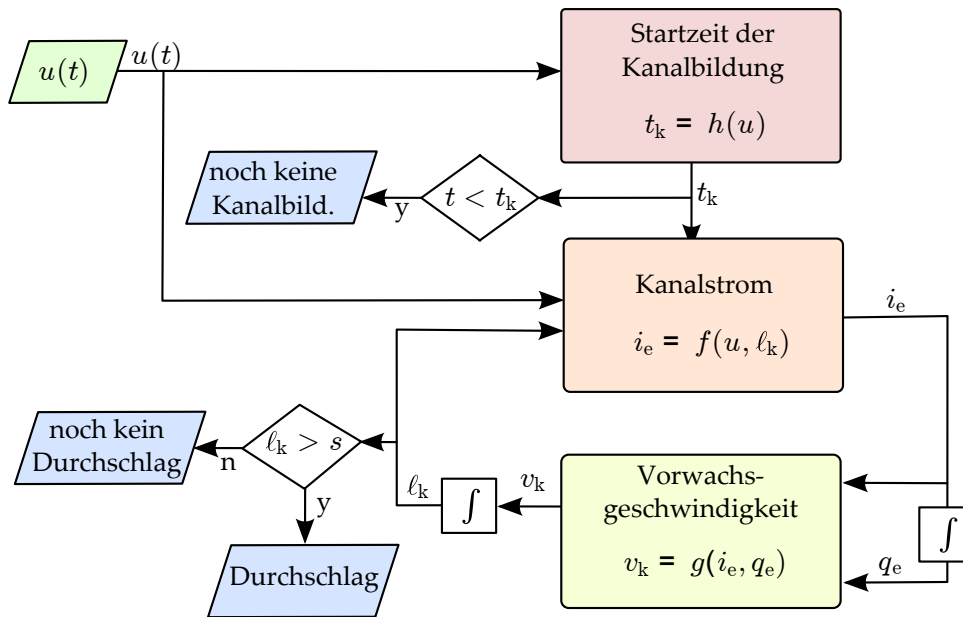 u(t)
u(t)
Startzeit der
Kanalbildung
t_k = h(u)
noch keine
Kanalbild.
y
t < t_k
t_k
Kanalstrom
i_e = f(u, ℓ_k)
i_e
noch kein
Durchschlag
n
ℓ_k > s
y
Durchschlag
ℓ_k
∫
v_k
Vorwachs-
geschwindigkeit
v_k = g(i_e, q_e)
∫
q_e